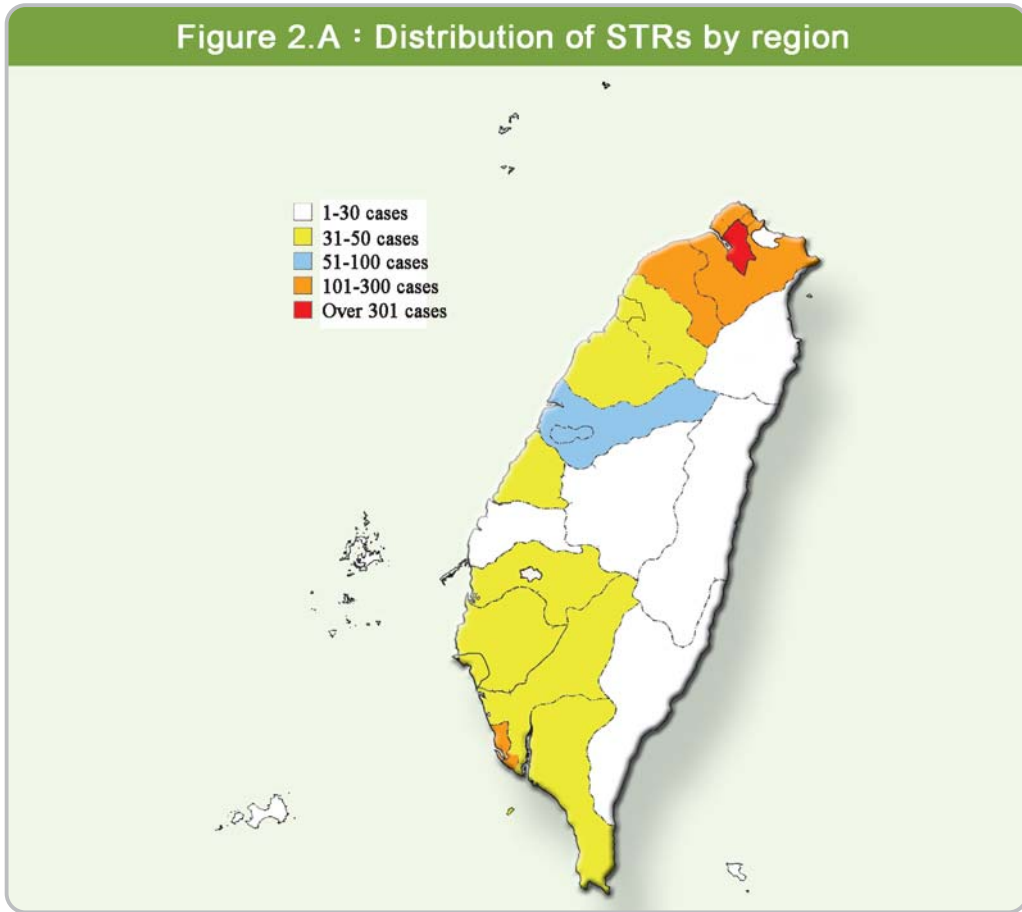 Figure 2.A : Distribution of STRs by region
1-30 cases
31-50 cases
51-100 cases
101-300 cases
Over 301 cases